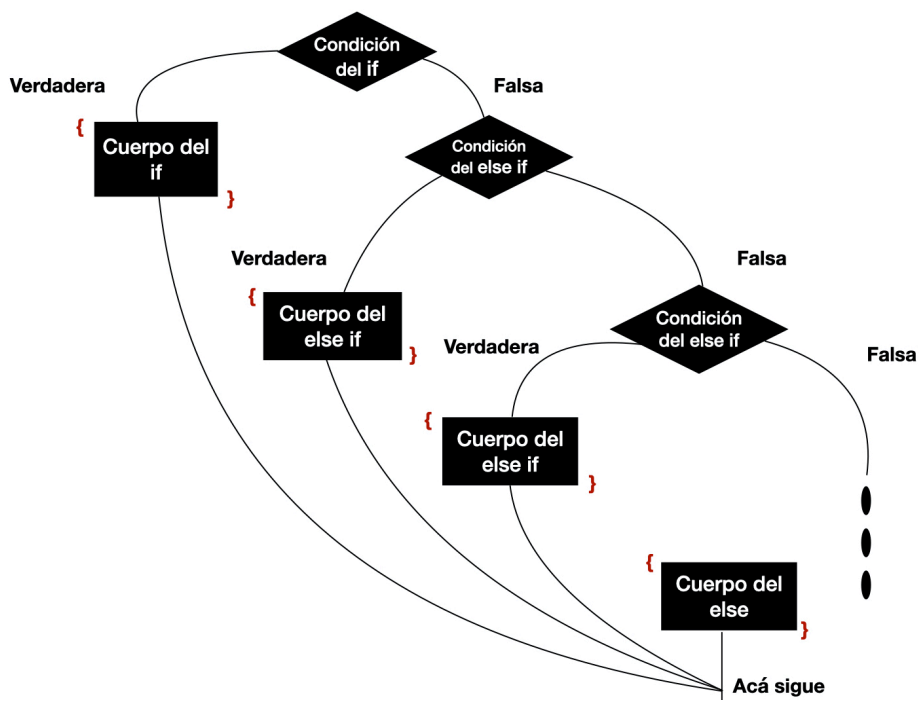 Condición
del if
Verdadera
Falsa
{
Cuerpo del
if
}
Condición
del else if
Verdadera
Falsa
{
Cuerpo del
else if
}
Condición
del else if
Verdadera
Falsa
{
Cuerpo del
else if
}
{
Cuerpo del
else
}
Acá sigue